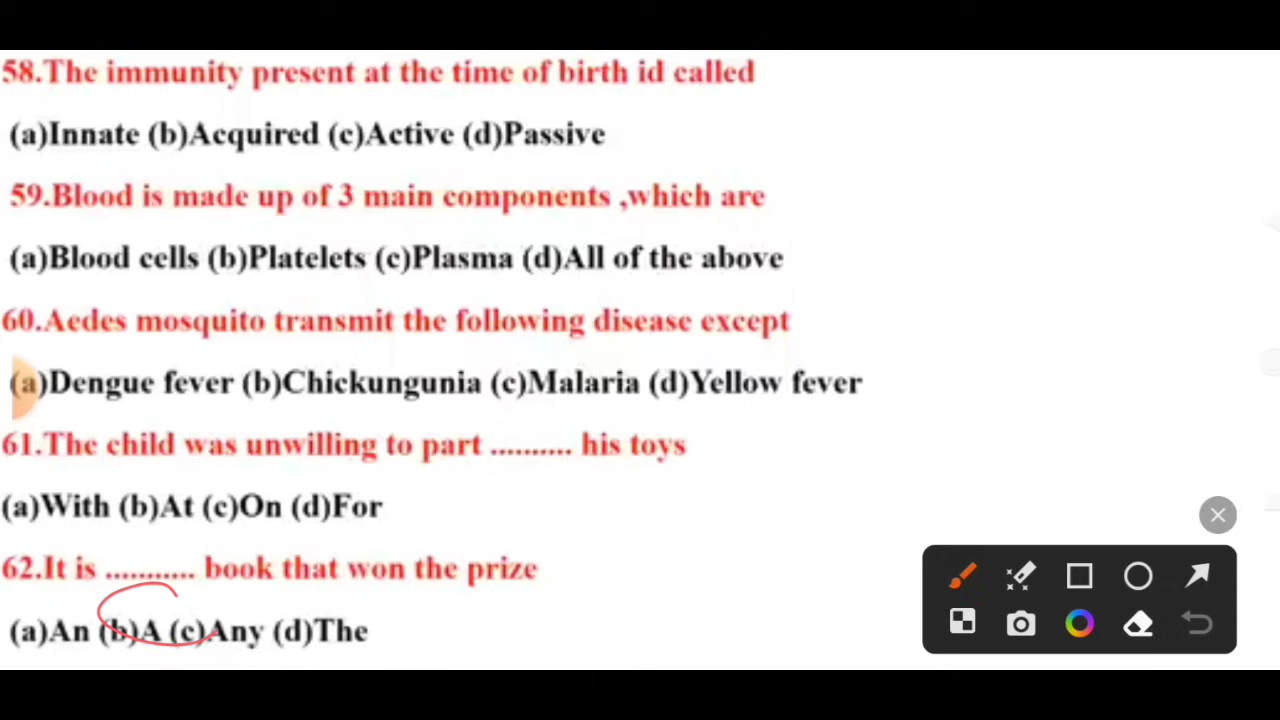 58.The immunity present at the time of birth id called
(a)Innate (b)Acquired (c)Active (d)Passive
59.Blood is made up of 3 main components ,which are
(a)Blood cells (b)Platelets (c)Plasma (d)All of the above
60.Aedes mosquito transmit the following disease except
(a)Dengue fever (b)Chickungunia (c)Malaria (d)Yellow fever
61.The child was unwilling to part .......... his toys
(a)With (b)At (c)On (d)For
62.It is ........... book that won the prize
(a)An (b)A (c)Any (d)The